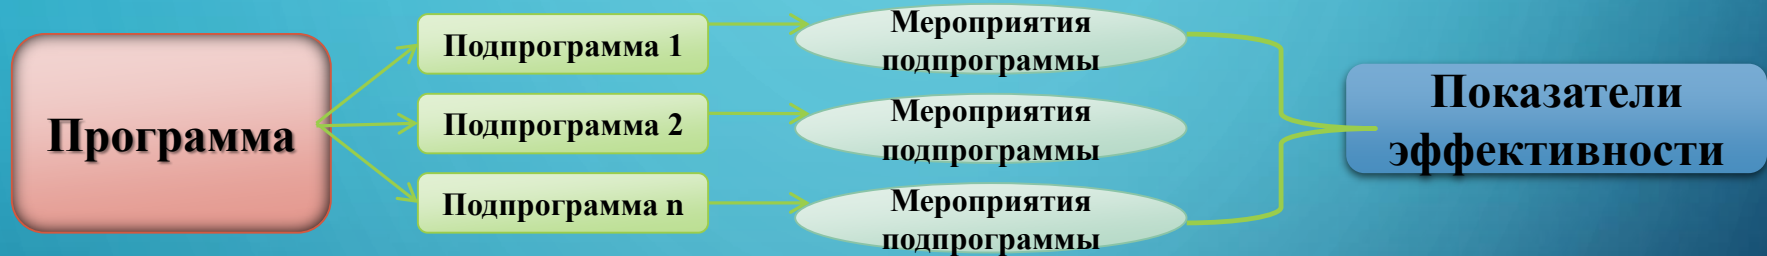 Программа
Подпрограмма 1
Мероприятия
подпрограммы
Подпрограмма 2
Мероприятия
подпрограммы
Подпрограмма n
Мероприятия
подпрограммы
Показатели
эффективности